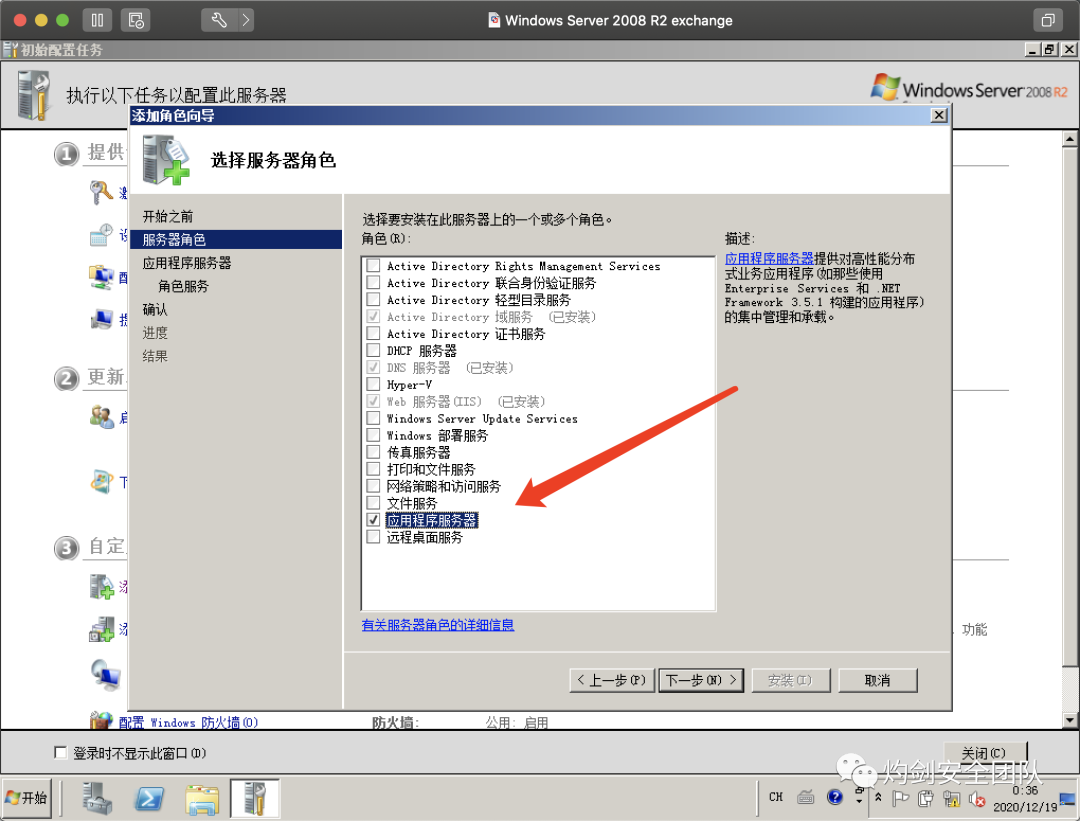 Windows Server 2008 R2 exchange
初始配置任务
执行以下任务以配置此服务器
Windows Server 2008 R2
添加角色向导
选择服务器角色
1 提供
2 更新
3 自定
开始之前
服务器角色
应用程序服务器
角色服务
确认
进度
结果
选择要安装在此服务器上的一个或多个角色。
角色(R):
Active Directory Rights Management Services
Active Directory 联合身份验证服务
Active Directory 轻型目录服务
Active Directory 域服务 (已安装)
Active Directory 证书服务
DHCP 服务器
DNS 服务器 (已安装)
Hyper-V
Web 服务器(IIS) (已安装)
Windows Server Update Services
Windows 部署服务
传真服务器
打印和文件服务
网络策略和访问服务
文件服务
应用程序服务器
远程桌面服务
有关服务器角色的详细信息
描述:
应用程序服务器提供对高性能分布
式业务应用程序(如那些使用
Enterprise Services 和 .NET
Framework 3.5.1 构建的应用程序)
的集中管理和承载。
功能
< 上一步(P) 下一步(N) > 安装(I) 取消
配置 Windows 防火墙(O) 防火墙: 公用: 启用
登录时不显示此窗口(D) 关闭(C)
灼剑安全团队
开始 CH 0:36
2020/12/19